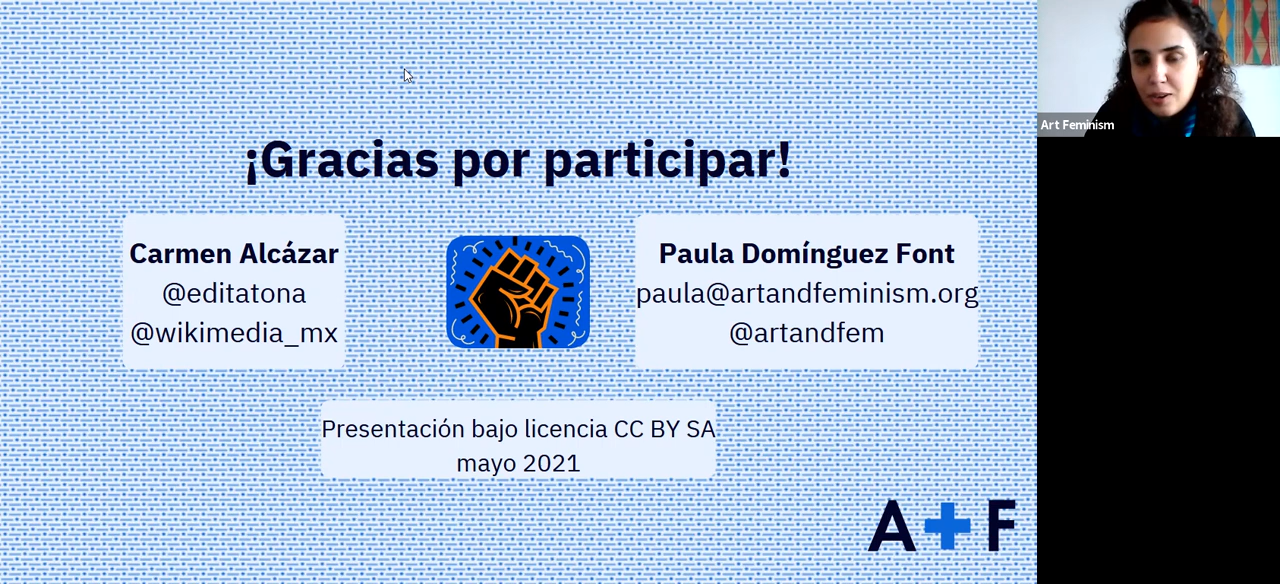 ¡Gracias por participar!
Carmen Alcázar
@editatona
@wikimedia_mx
Paula Domínguez Font
paula@artandfeminism.org
@artandfem
Presentación bajo licencia CC BY SA
mayo 2021
A+F
Art Feminism